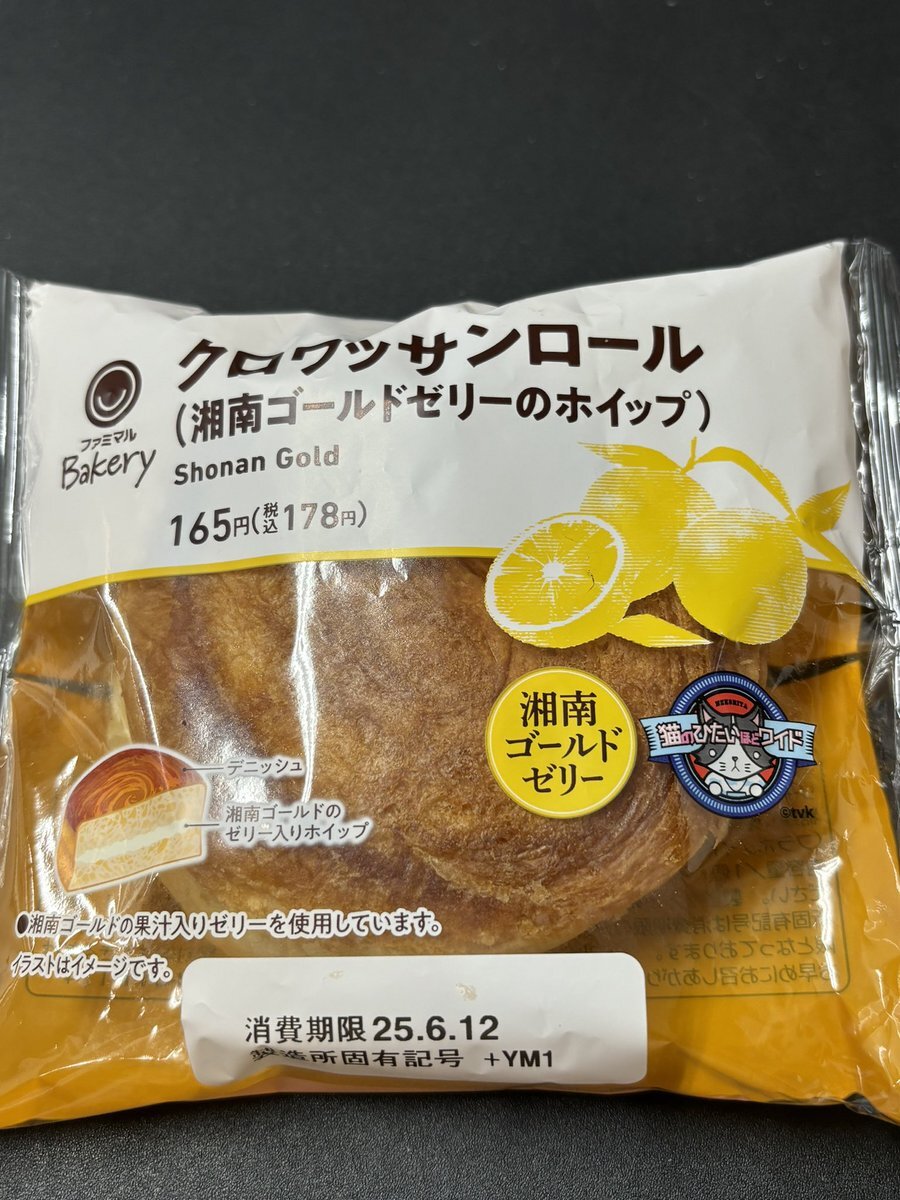 クロワッサンロール
(湘南ゴールドゼリーのホイップ)
Shonan Gold
165円(税込178円)
ファミマル
Bakery
湘南
ゴールド
ゼリー
NEKOHITA
猫のひたいほどワイド
©tvk
デニッシュ
湘南ゴールドの
ゼリー入りホイップ
●湘南ゴールドの果汁入りゼリーを使用しています。
イラストはイメージです。
消費期限25.6.12
製造所固有記号 +YM1